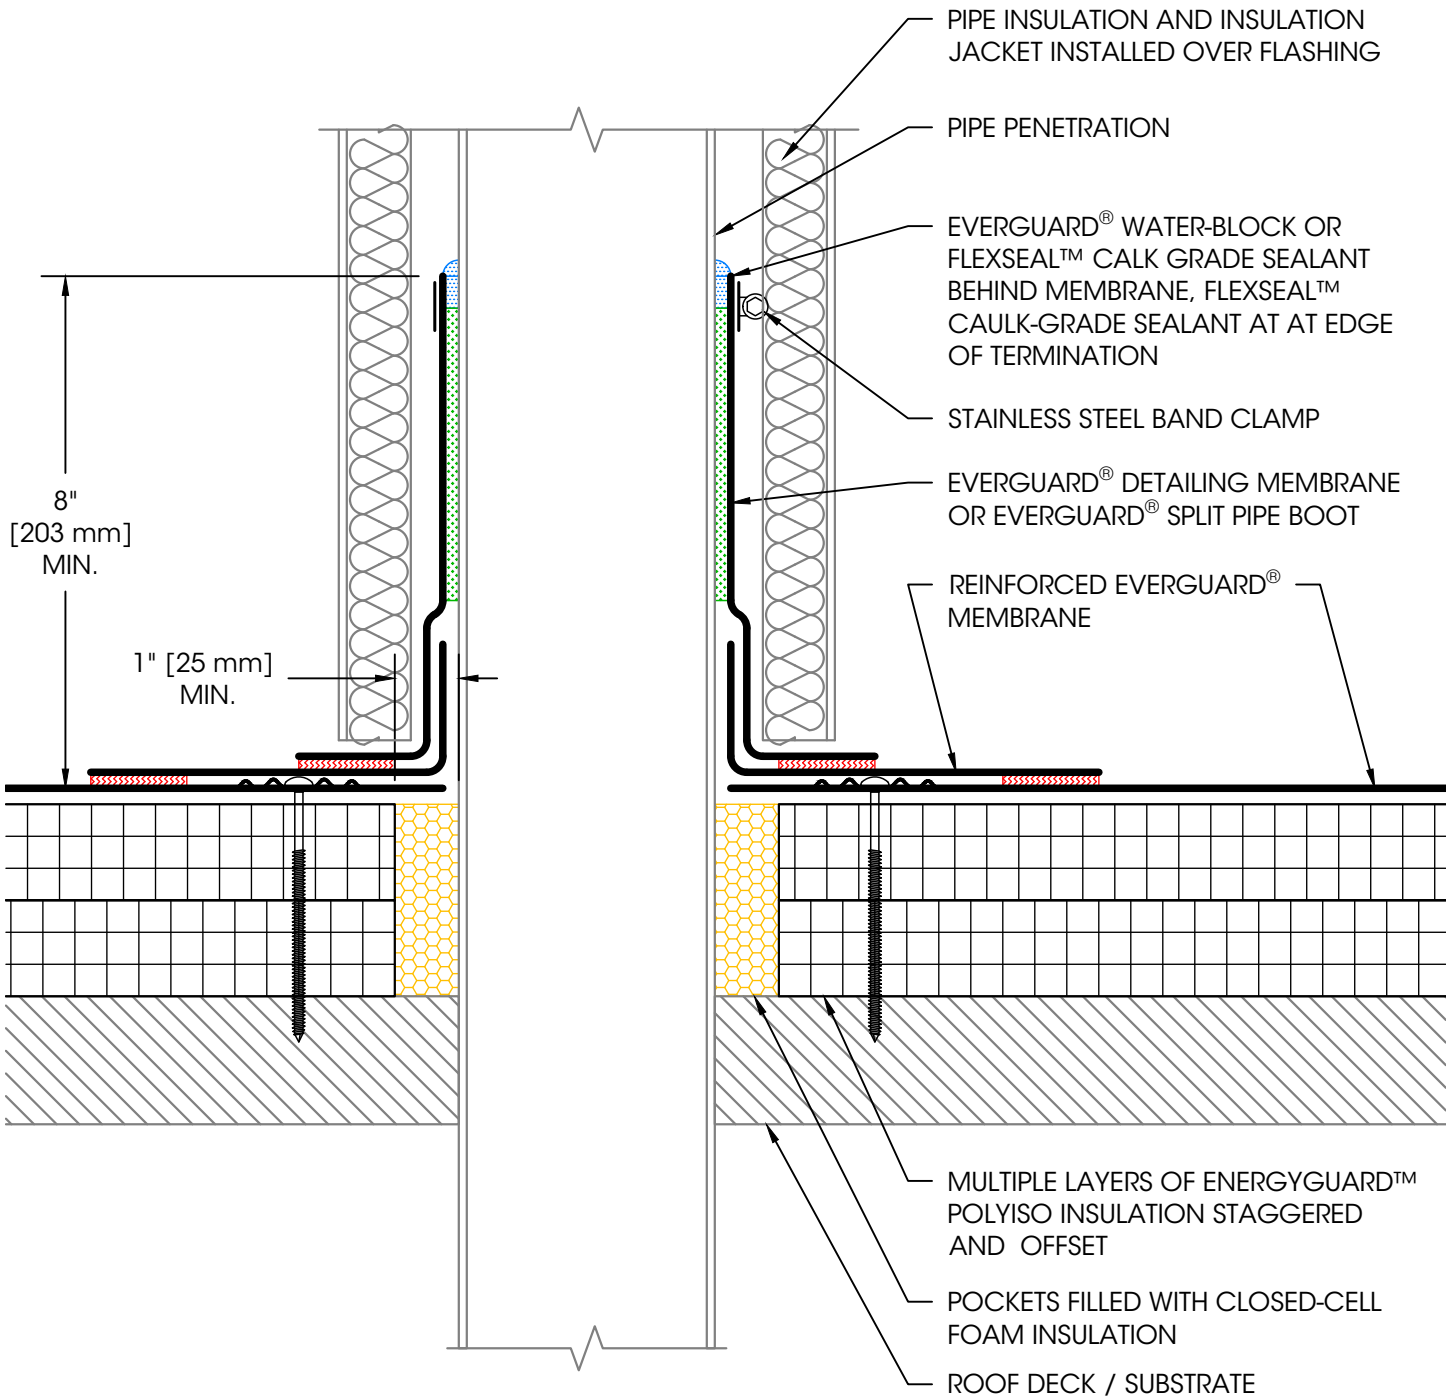 PIPE INSULATION AND INSULATION
JACKET INSTALLED OVER FLASHING
PIPE PENETRATION
EVERGUARD® WATER-BLOCK OR
FLEXSEAL™ CALK GRADE SEALANT
BEHIND MEMBRANE, FLEXSEAL™
CAULK-GRADE SEALANT AT AT EDGE
OF TERMINATION
STAINLESS STEEL BAND CLAMP
EVERGUARD® DETAILING MEMBRANE
OR EVERGUARD® SPLIT PIPE BOOT
8"
[203 mm]
MIN.
REINFORCED EVERGUARD®
MEMBRANE
1" [25 mm]
MIN.
MULTIPLE LAYERS OF ENERGYGUARD™
POLYISO INSULATION STAGGERED
AND OFFSET
POCKETS FILLED WITH CLOSED-CELL
FOAM INSULATION
ROOF DECK / SUBSTRATE